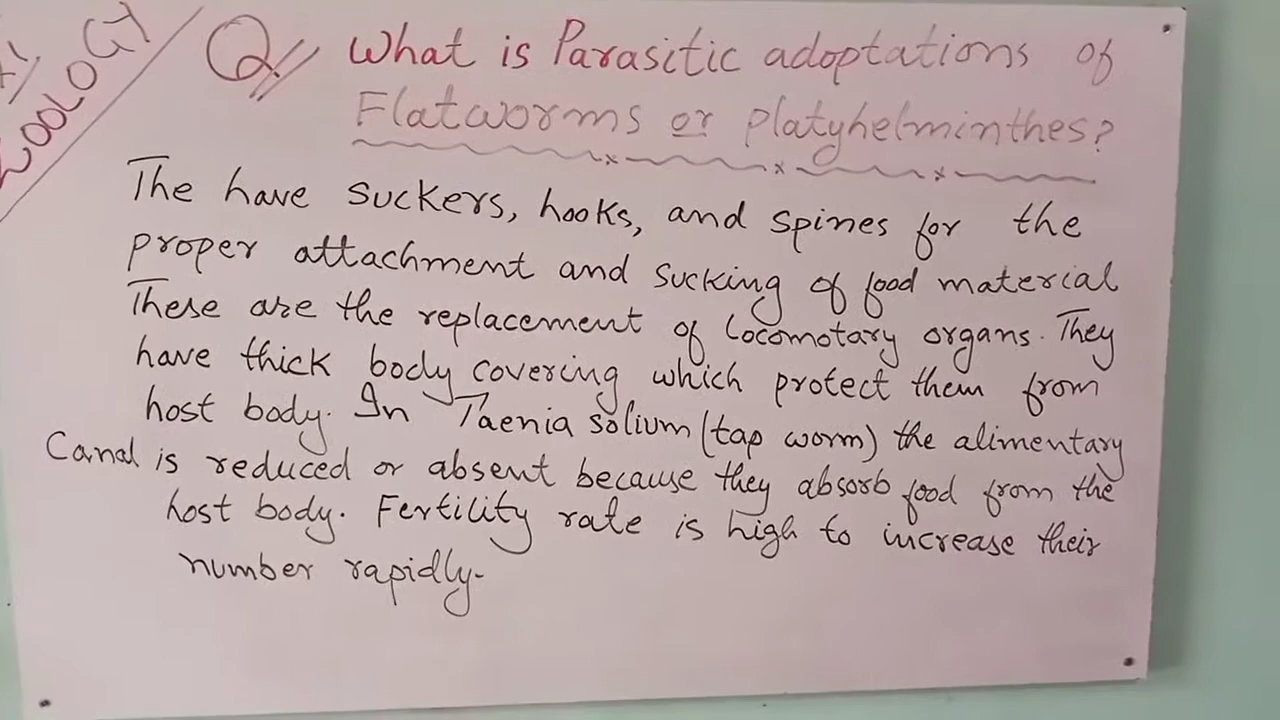 ZOOLOGY
Q// What is Parasitic adoptations of
Flatworms or Platyhelminthes?
The have suckers, hooks, and spines for the
proper attachment and sucking of food material
These are the replacement of locomotary organs. They
have thick body covering which protect them from
host body. In Taenia solium (tap worm) the alimentary
Canal is reduced or absent because they absorb food from the
host body. Fertility rate is high to increase their
number rapidly-